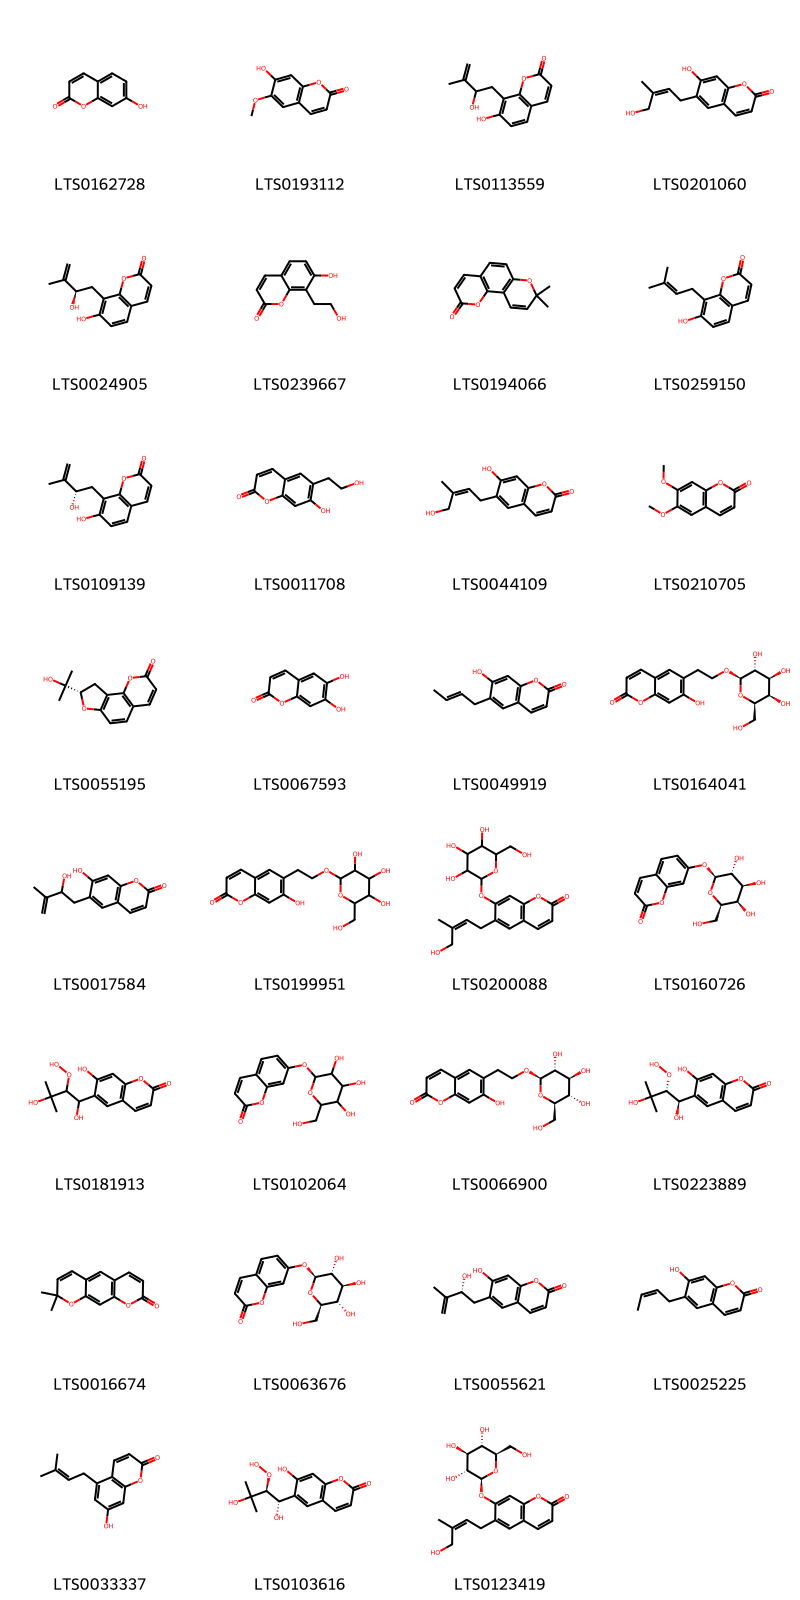 LTS0162728 LTS0193112 LTS0113559 LTS0201060
LTS0024905 LTS0239667 LTS0194066 LTS0259150
LTS0109139 LTS0011708 LTS0044109 LTS0210705
LTS0055195 LTS0067593 LTS0049919 LTS0164041
LTS0017584 LTS0199951 LTS0200088 LTS0160726
LTS0181913 LTS0102064 LTS0066900 LTS0223889
LTS0016674 LTS0063676 LTS0055621 LTS0025225
LTS0033337 LTS0103616 LTS0123419